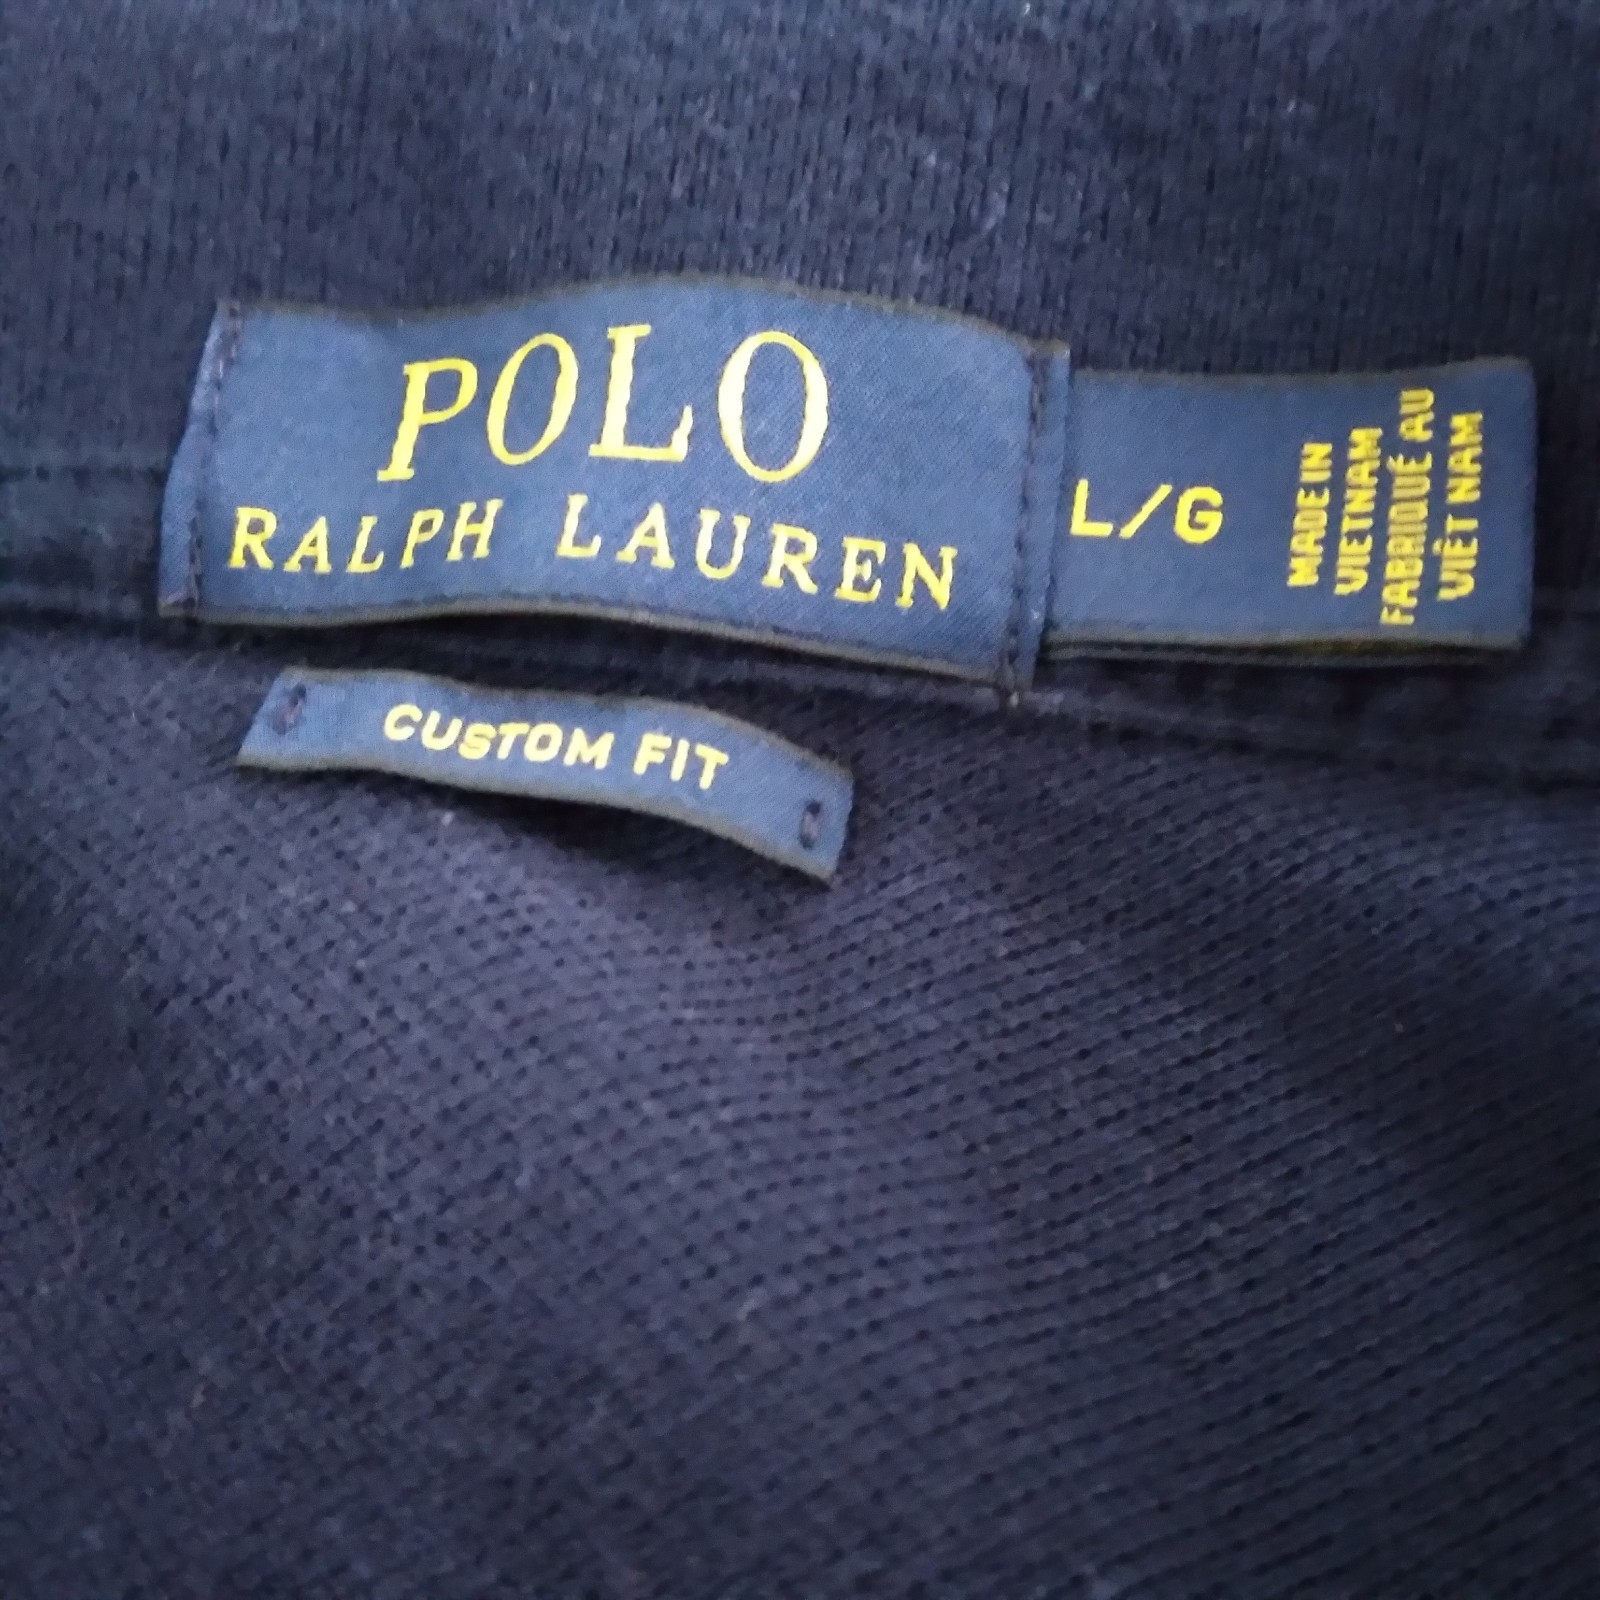 POLO
RALPH LAUREN
L/G
MADE IN
VIETNAM
FABRIQUÉ AU
VIÊT NAM
CUSTOM FIT